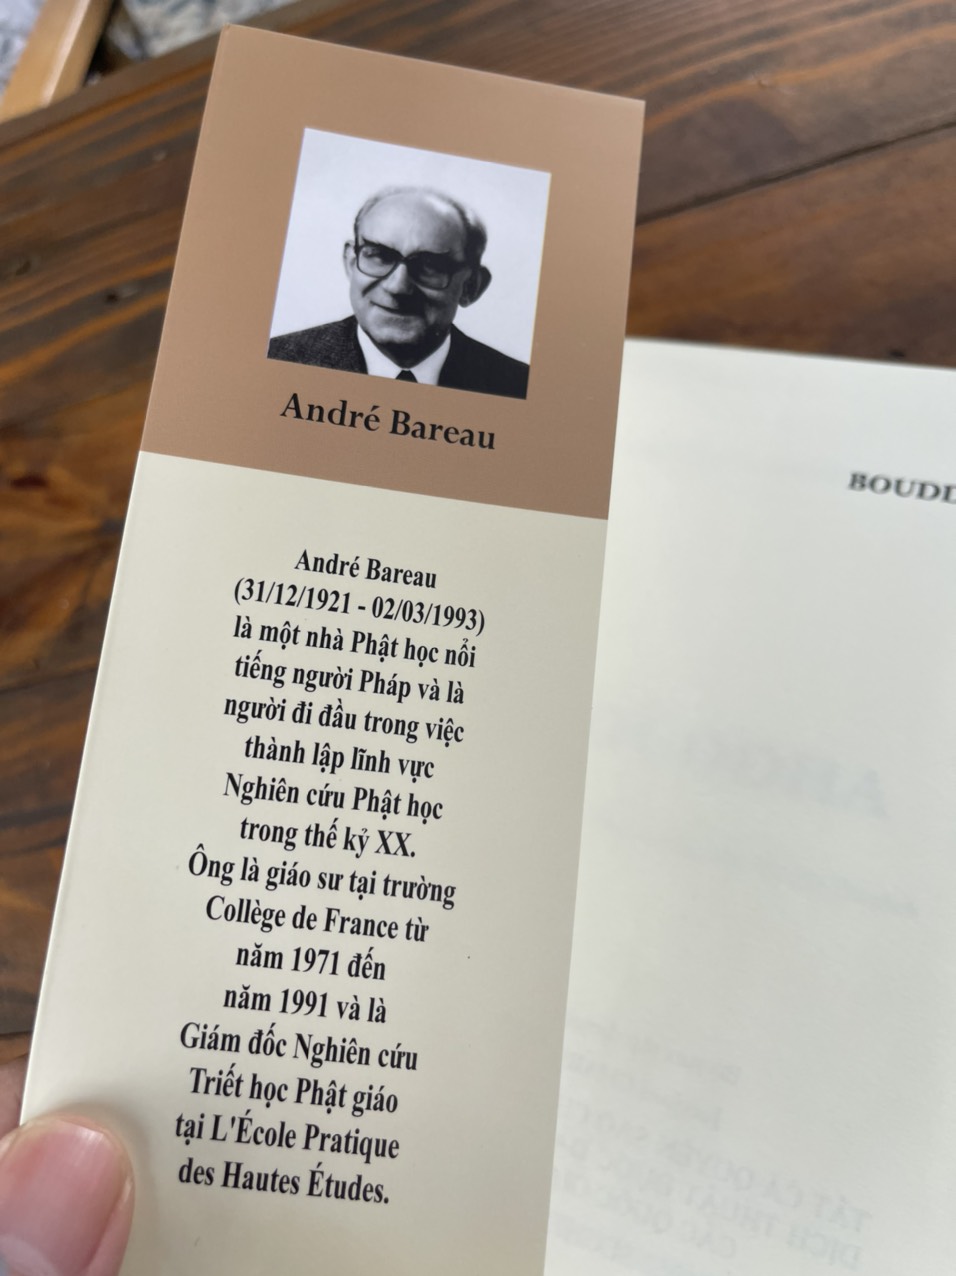 André Bareau
André Bareau
(31/12/1921 - 02/03/1993)
là một nhà Phật học nổi
tiếng người Pháp và là
người đi đầu trong việc
thành lập lĩnh vực
Nghiên cứu Phật học
trong thế kỷ XX.
Ông là giáo sư tại trường
Collège de France từ
năm 1971 đến
năm 1991 và là
Giám đốc Nghiên cứu
Triết học Phật giáo
tại L'École Pratique
des Hautes Études.
BOUDD